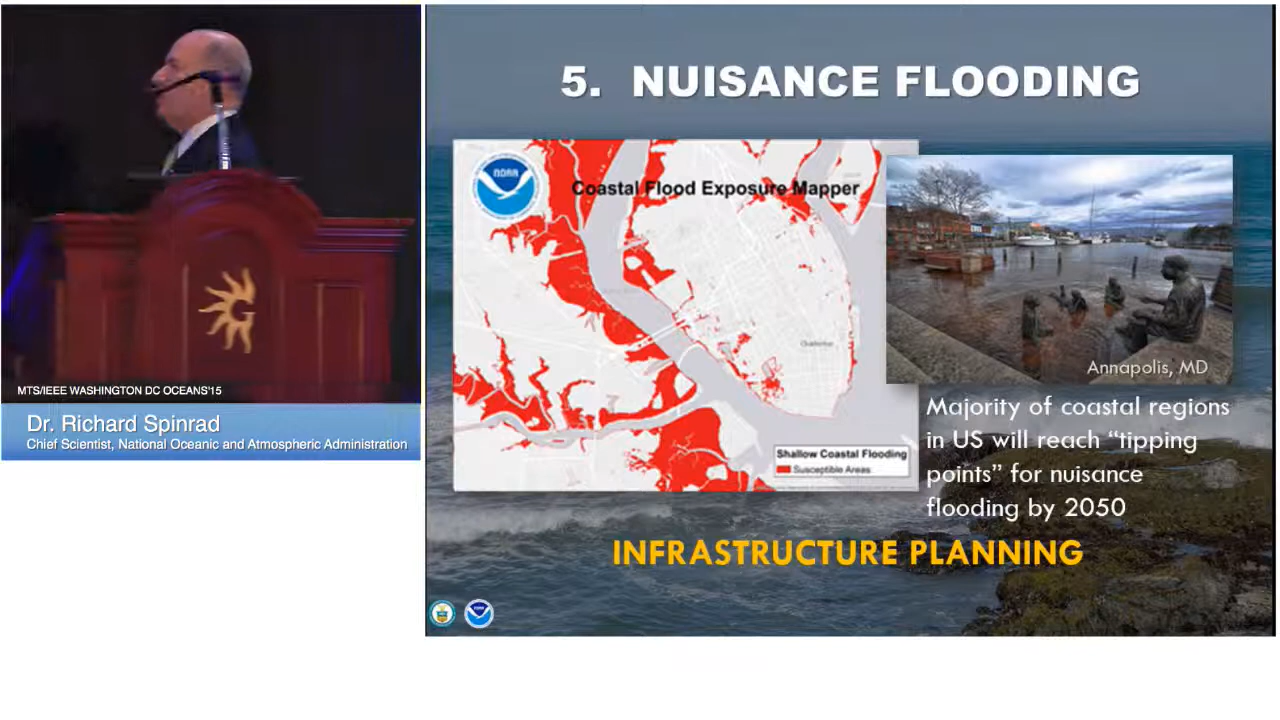 MTS/IEEE WASHINGTON DC OCEANS'15
Dr. Richard Spinrad
Chief Scientist, National Oceanic and Atmospheric Administration
5. NUISANCE FLOODING
NOAA
Coastal Flood Exposure Mapper
Shallow Coastal Flooding
Susceptible Areas
Annapolis, MD
Majority of coastal regions
in US will reach “tipping
points” for nuisance
flooding by 2050
INFRASTRUCTURE PLANNING